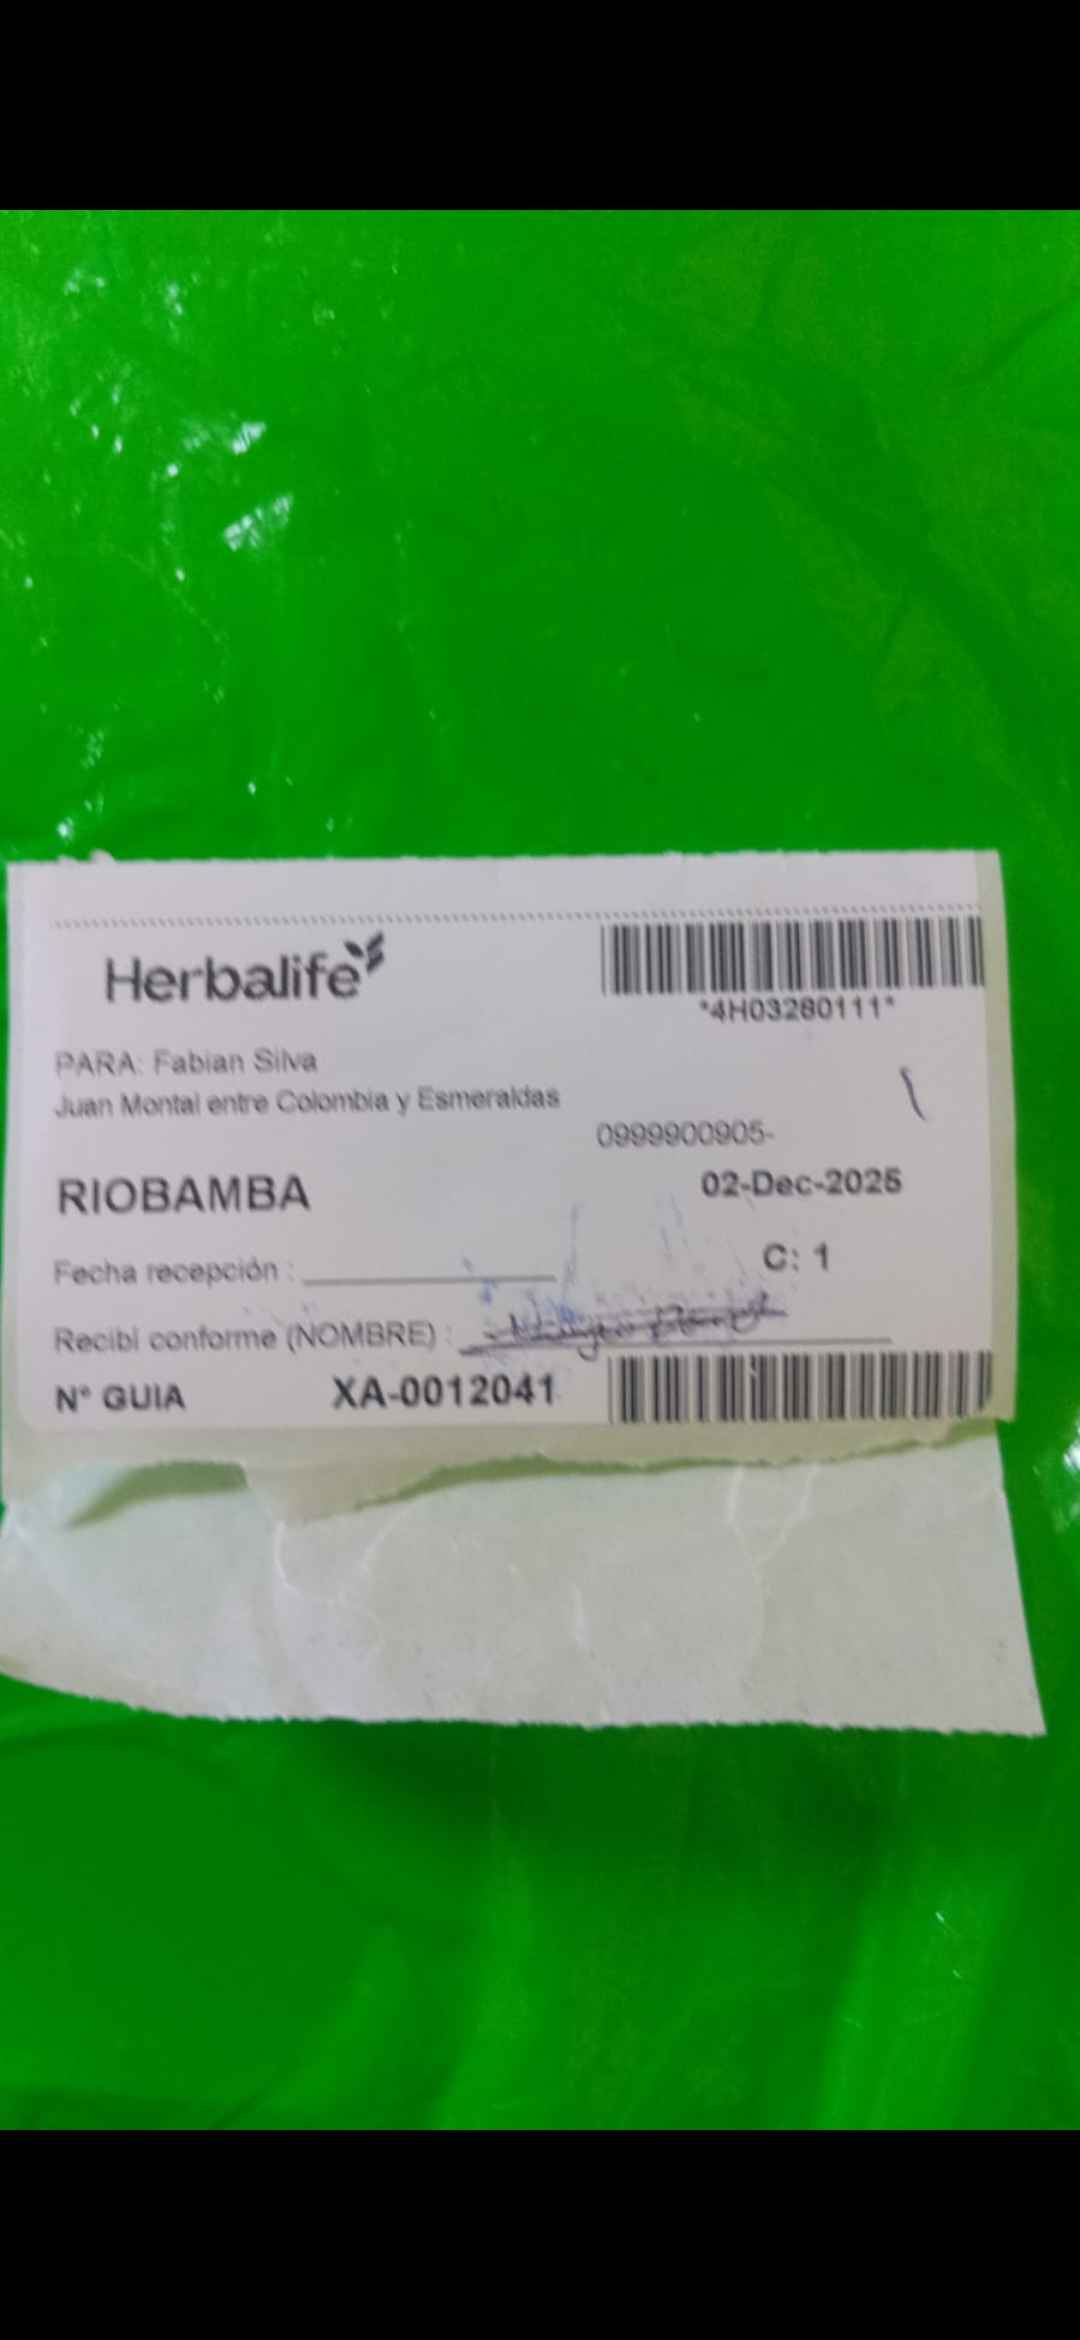 Herbalife
*4H03280111*
PARA: Fabian Silva
Juan Montal entre Colombia y Esmeraldas
0999900905-
RIOBAMBA
02-Dec-2025
C: 1
Fecha recepción :
Recibí conforme (NOMBRE) :
N° GUIA XA-0012041